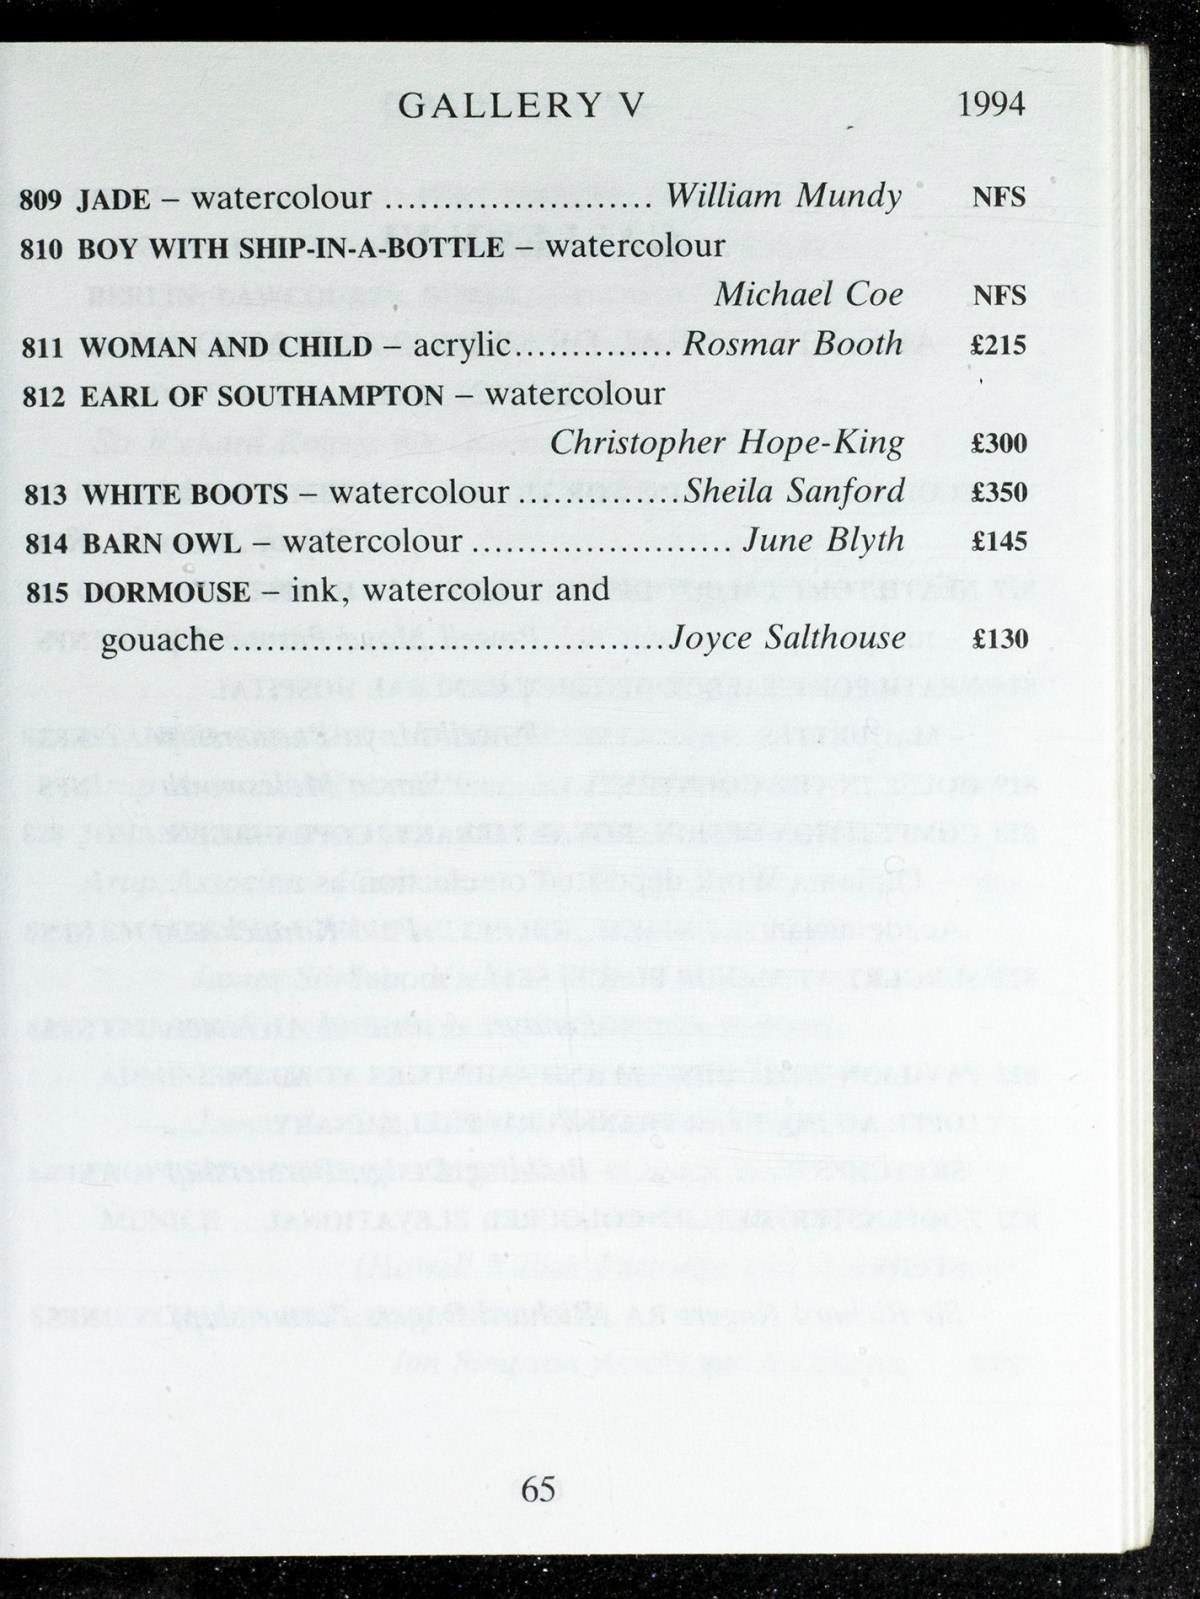 GALLERY V 1994
809 JADE – watercolour ....................... William Mundy NFS
810 BOY WITH SHIP-IN-A-BOTTLE – watercolour
Michael Coe NFS
811 WOMAN AND CHILD – acrylic.............. Rosmar Booth £215
812 EARL OF SOUTHAMPTON – watercolour
Christopher Hope-King £300
813 WHITE BOOTS – watercolour ..............Sheila Sanford £350
814 BARN OWL – watercolour ....................... June Blyth £145
815 DORMOUSE – ink, watercolour and
gouache.....................................Joyce Salthouse £130
65